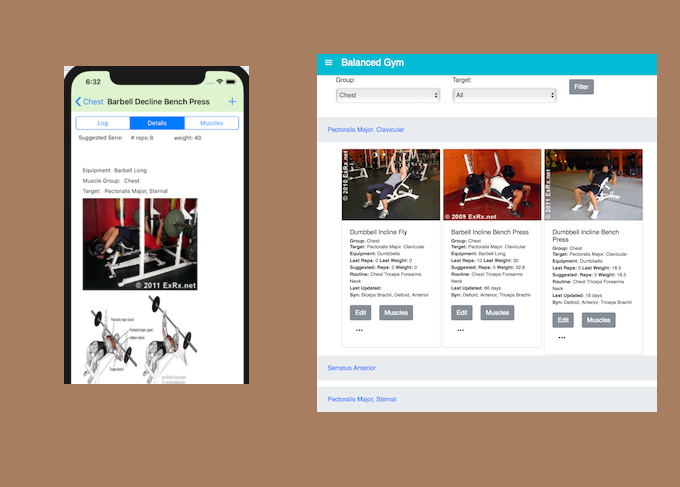 6:32
Chest Barbell Decline Bench Press +
Log Details Muscles
Suggested Serie: # reps: 8 weight: 40
Equipment Barbell Long
Muscle Group: Chest
Target: Pectoralis Major, Sternal
© 2011 ExRx.net
Balanced Gym
Group: Target:
Chest All Filter
Pectoralis Major. Clavicular
© 2010 ExRx.net
© 2009 ExRx.net
© 2011 ExRx.net
Dumbbell Incline Fly
Group: Chest
Target: Pectoralis Major. Clavicular
Equipment: Dumbbells
Last Reps: 0 Last Weight: 0
Suggested: Reps: 0 Weight: 0
Routine: Chest Triceps Forearms
Neck
Last Updated:
Syn: Biceps Brachii, Deltoid, Anterior
Edit Muscles
...
Barbell Incline Bench Press
Group: Chest
Target: Pectoralis Major. Clavicular
Equipment: Barbell Long
Last Reps: 10 Last Weight: 30
Suggested: Reps: 5 Weight: 32.8
Routine: Chest Triceps Forearms
Neck
Last Updated: 66 days
Syn: Deltoid, Anterior, Triceps Brachii
Edit Muscles
...
Dumbbell Incline Bench
Press
Group: Chest
Target: Pectoralis Major. Clavicular
Equipment: Dumbbells
Last Reps: 5 Last Weight: 18.5
Suggested: Reps: 5 Weight: 18.5
Routine: Chest Triceps Forearms
Neck
Last Updated: 18 days
Syn: Deltoid, Anterior, Triceps Brachii
Edit Muscles
...
Serratus Anterior
Pectoralis Major, Sternal